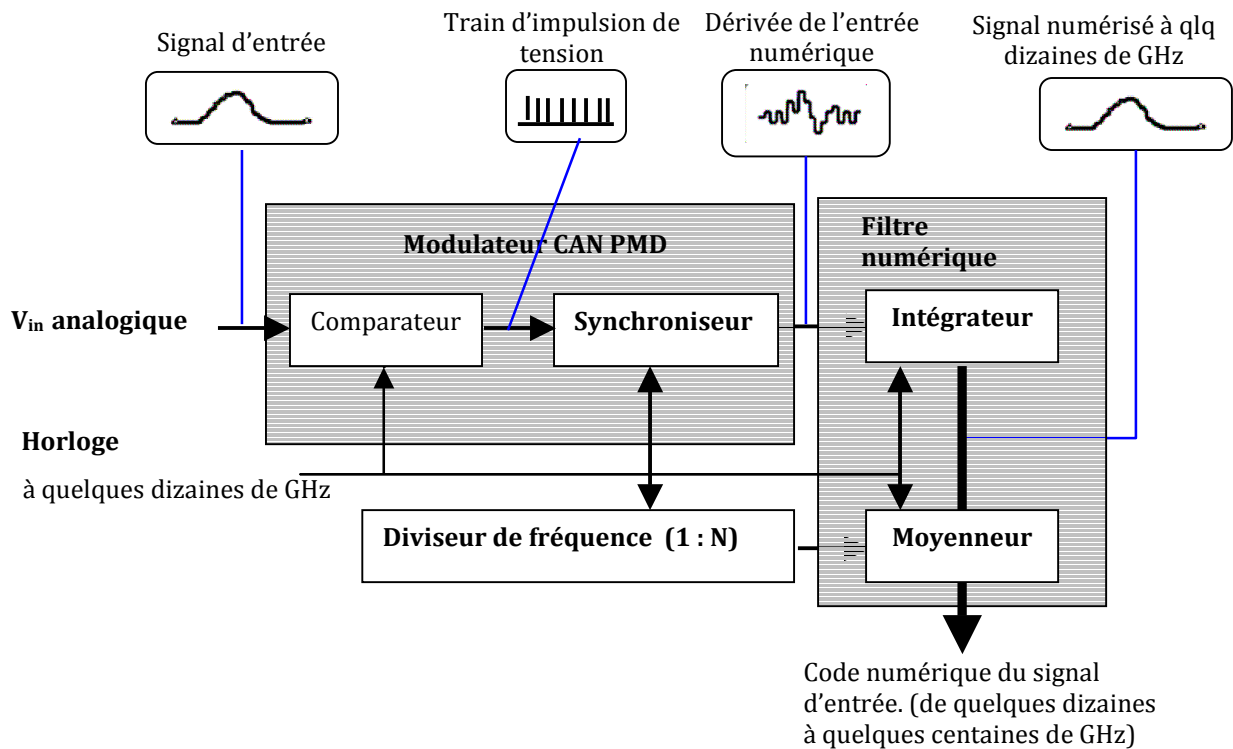 Signal d'entrée
Train d'impulsion de
tension
Dérivée de l'entrée
numérique
Signal numérisé à qlq
dizaines de GHz
Modulateur CAN PMD
Filtre
numérique
Vin analogique
Comparateur
Synchroniseur
Intégrateur
Horloge
à quelques dizaines de GHz
Diviseur de fréquence (1 : N)
Moyenneur
Code numérique du signal
d'entrée. (de quelques dizaines
à quelques centaines de GHz)